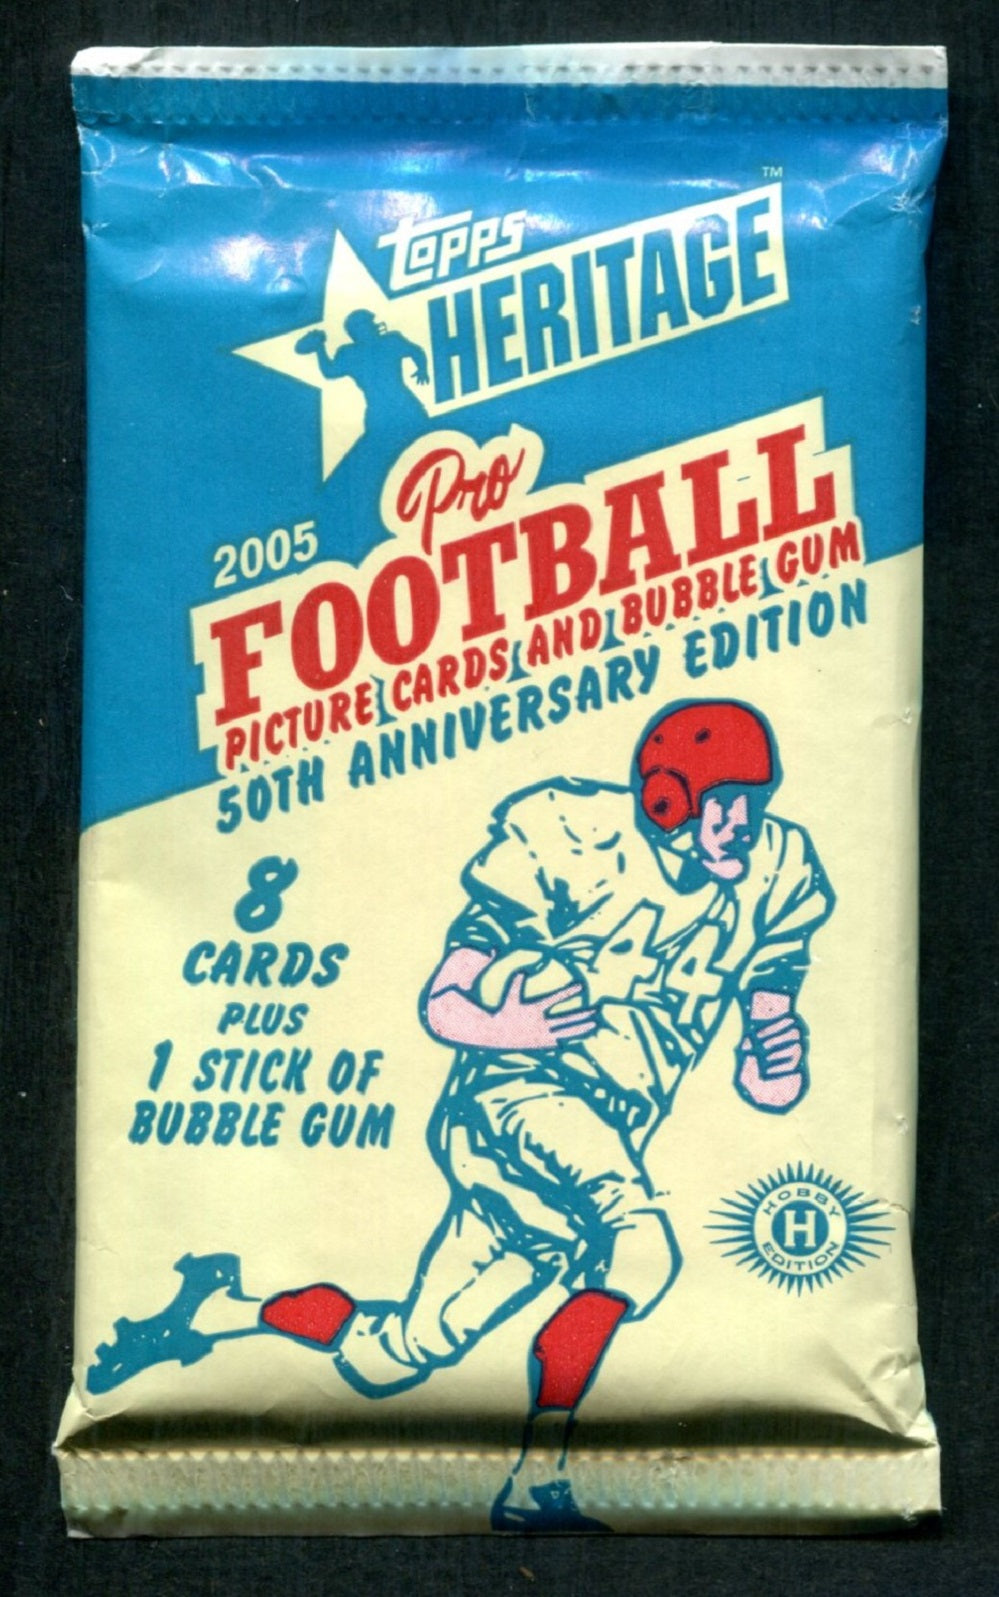 TM
topps
HERITAGE
Pro
2005
FOOTBALL
PICTURE CARDS AND BUBBLE GUM
50TH ANNIVERSARY EDITION
8
CARDS
PLUS
1 STICK OF
BUBBLE GUM
44
HOBBY
H
EDITION